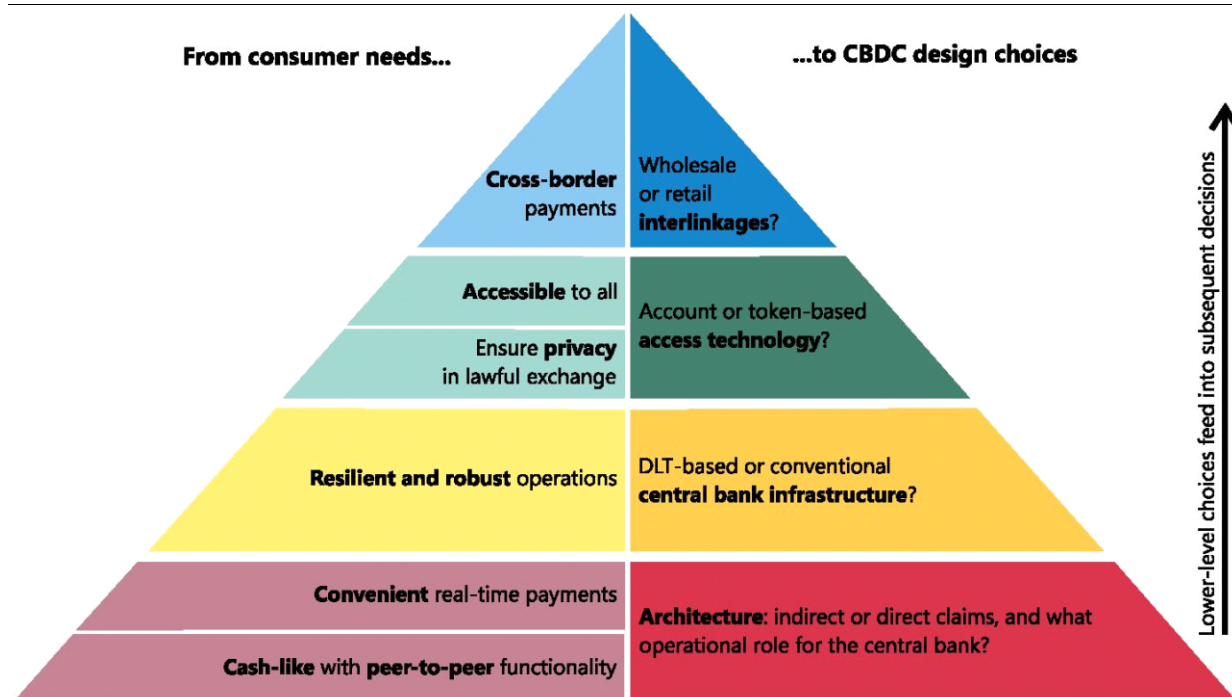 From consumer needs...
...to CBDC design choices
Cross-border
payments
Wholesale
or retail
interlinkages?
Accessible to all
Ensure privacy
in lawful exchange
Account or token-based
access technology?
Resilient and robust operations
DLT-based or conventional
central bank infrastructure?
Convenient real-time payments
Cash-like with peer-to-peer functionality
Architecture: indirect or direct claims, and what
operational role for the central bank?
Lower-level choices feed into subsequent decisions